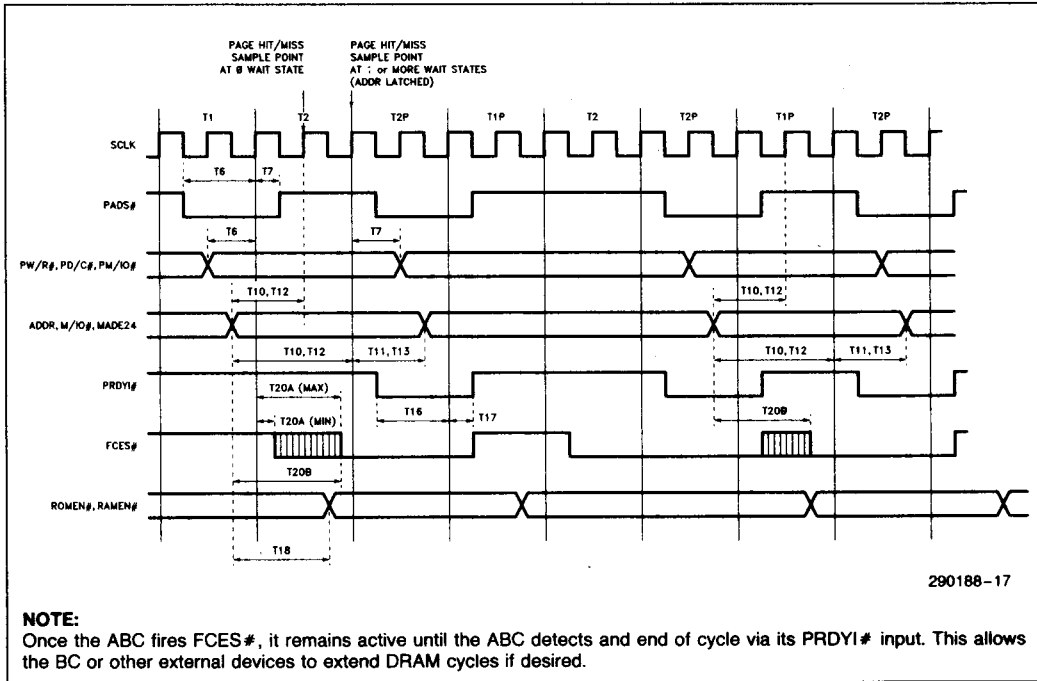 PAGE HIT/MISS
SAMPLE POINT
AT 0 WAIT STATE
PAGE HIT/MISS
SAMPLE POINT
AT 1 or MORE WAIT STATES
(ADDR LATCHED)
T1 T2 T2P T1P T2 T2P T1P T2P
SCLK
T6 T7
PADS#
T6 T7
PW/R#, PD/C#, PM/IO#
T10, T12 T10, T12
ADDR, M/IO#, MADE24
T10, T12 T11, T13 T10, T12 T11, T13
PRDYI#
T20A (MAX)
T16 T17 T20B
T20A (MIN)
FCES#
T20B
ROMEN#, RAMEN#
T18
290188-17
NOTE:
Once the ABC fires FCES#, it remains active until the ABC detects and end of cycle via its PRDYI# input. This allows
the BC or other external devices to extend DRAM cycles if desired.